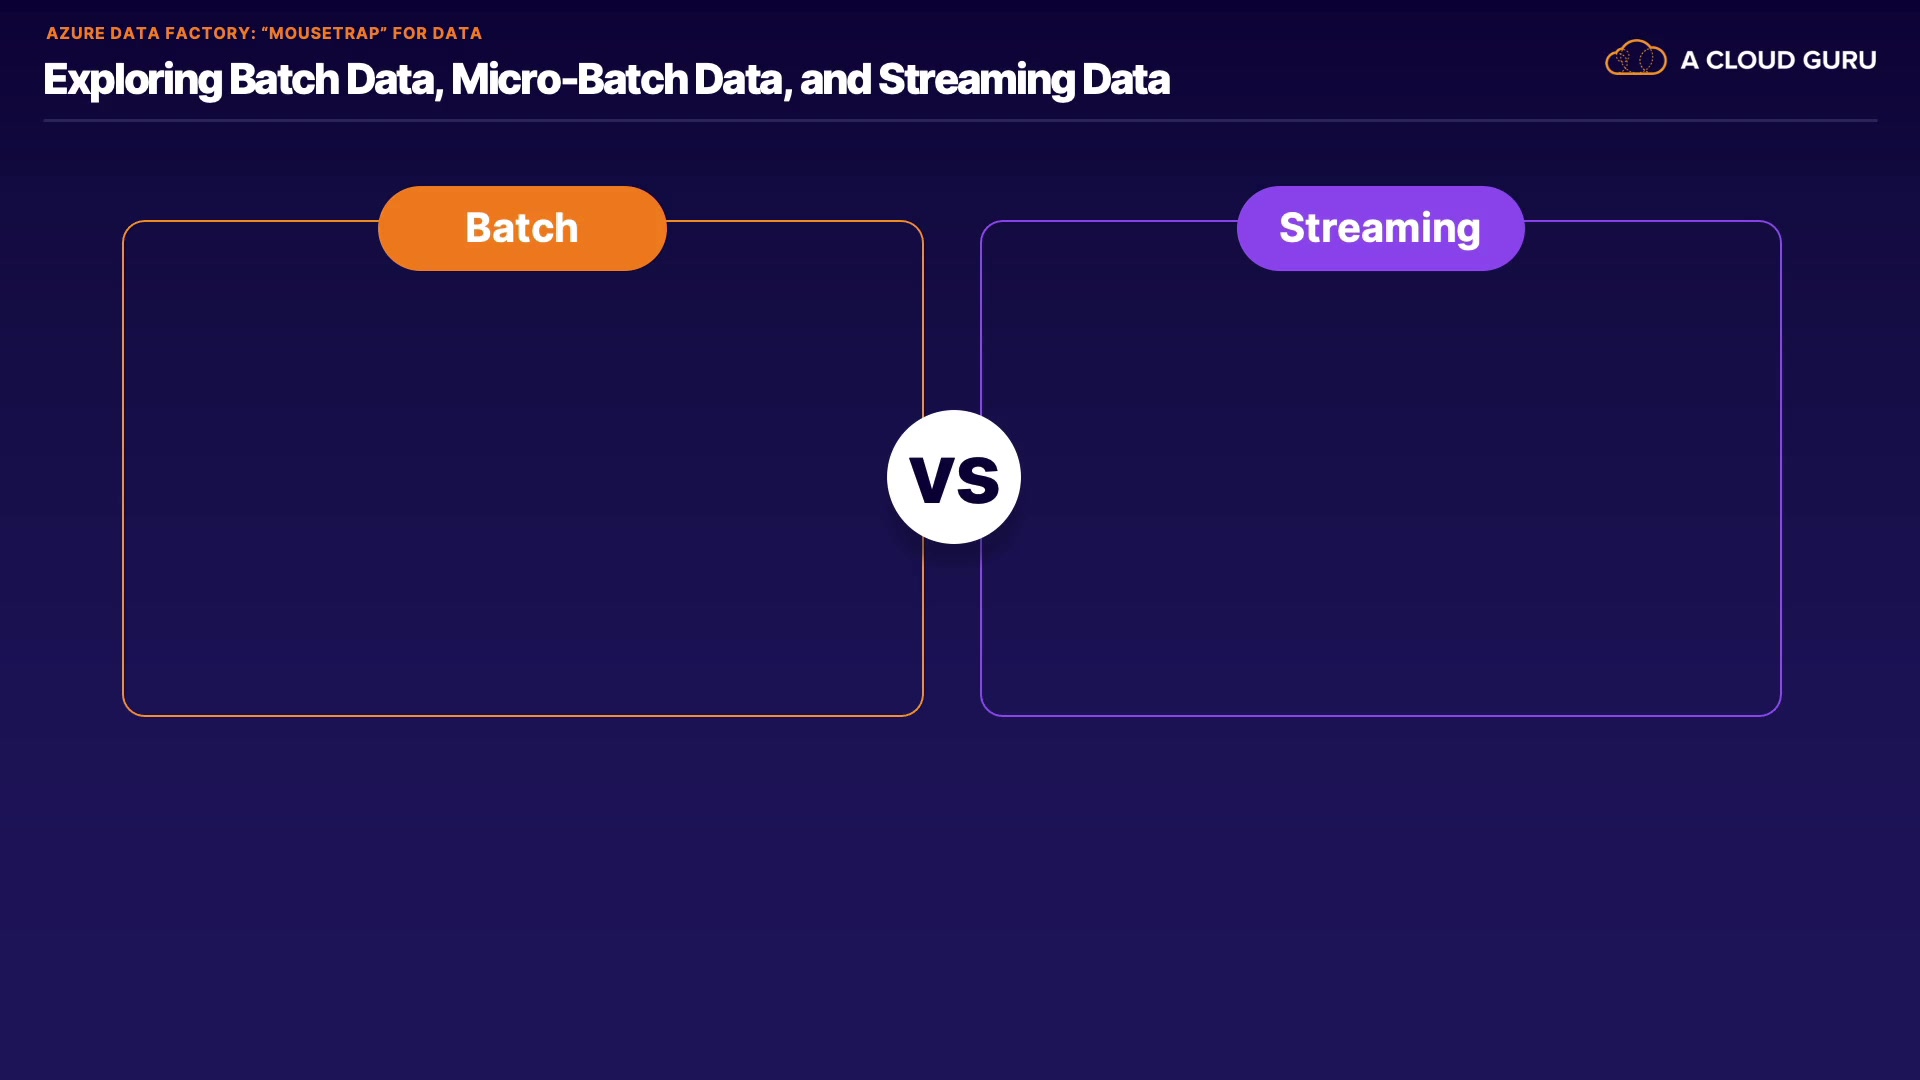 AZURE DATA FACTORY: “MOUSETRAP” FOR DATA
Exploring Batch Data, Micro-Batch Data, and Streaming Data
A CLOUD GURU
Batch
Streaming
VS